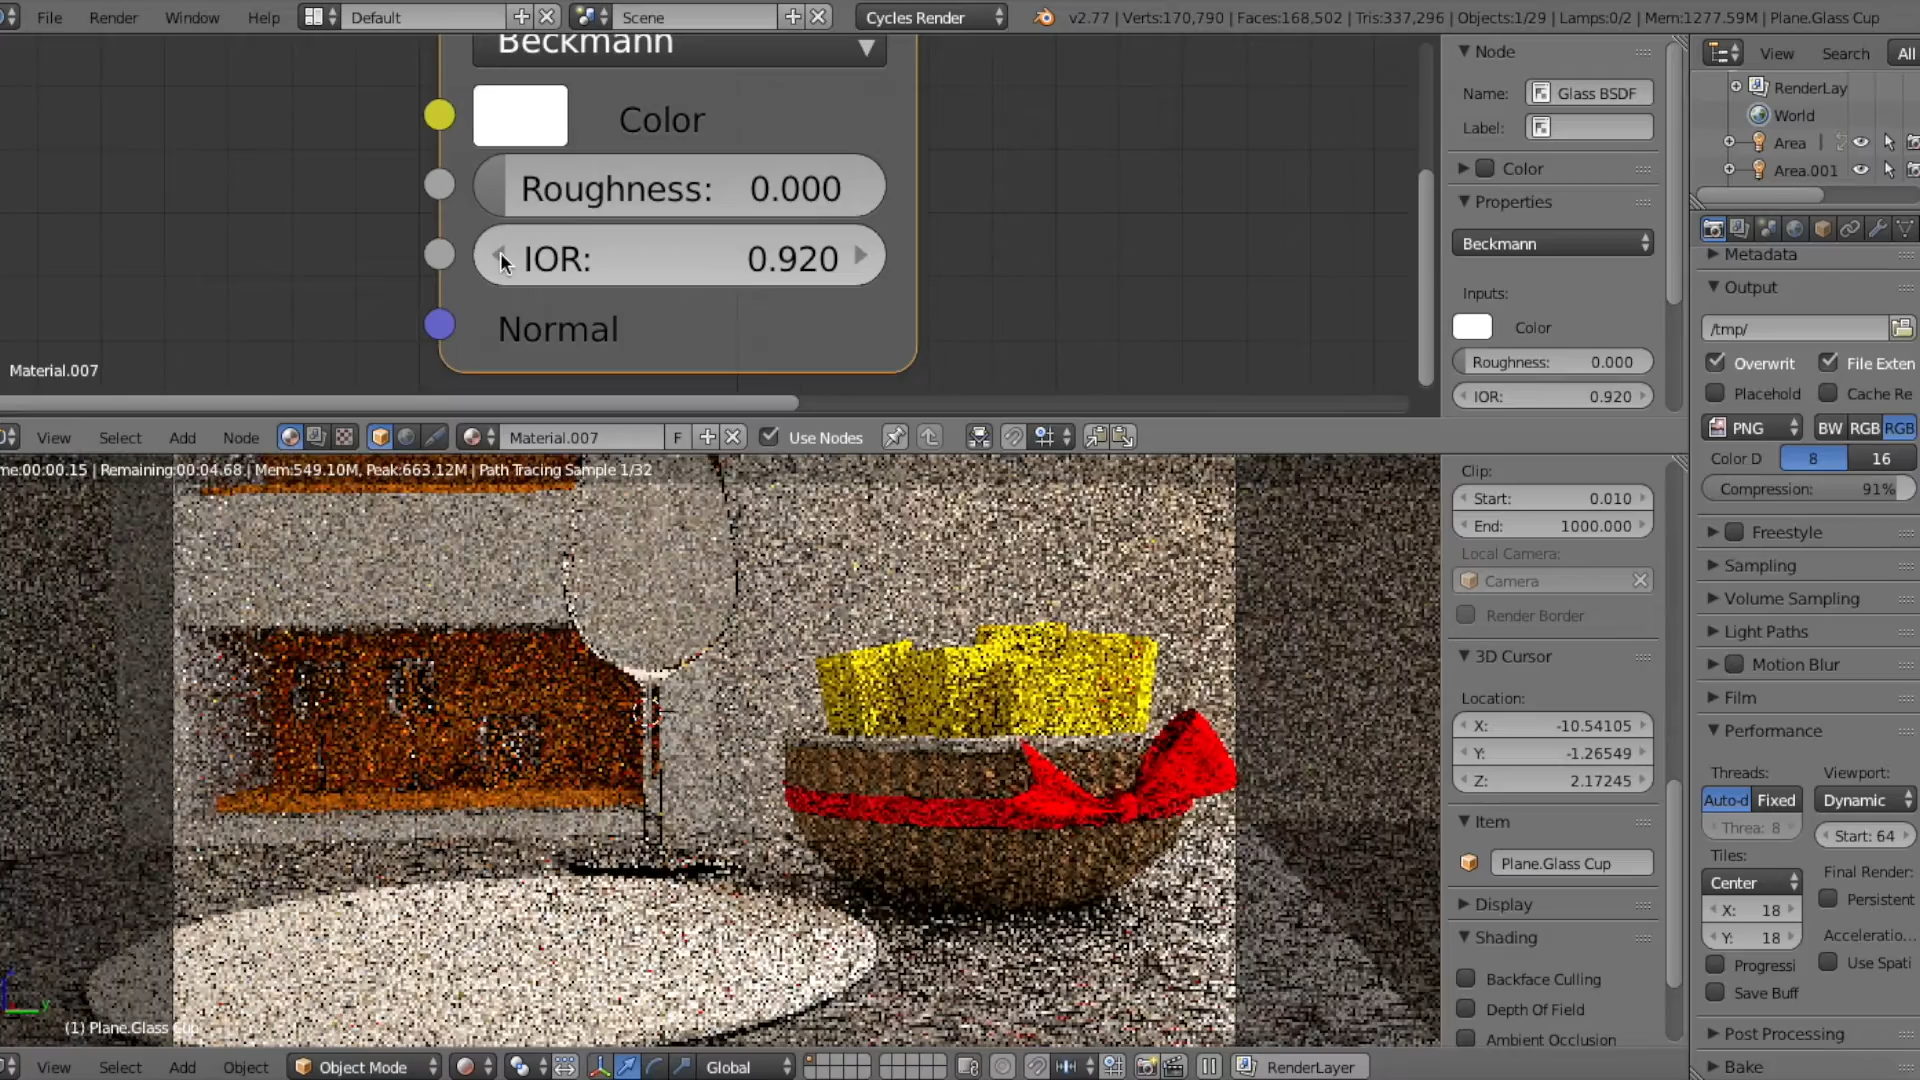 File Render Window Help Default Scene Cycles Render v2.77 | Verts:170,790 | Faces:168,502 | Tris:337,296 | Objects:1/29 | Lamps:0/2 | Mem:1277.59M | Plane.Glass Cup
Beckmann
Color
Roughness: 0.000
IOR: 0.920
Normal
Material.007
Node
Name: Glass BSDF
Label:
Color
Properties
Beckmann
Inputs:
Color
Roughness: 0.000
IOR: 0.920
View Search All
RenderLay
World
Area
Area.001
Metadata
Output
/tmp/
Overwrit File Exten
Placehold Cache Re
PNG BW RGB RGB
Color D 8 16
Compression: 91%
Freestyle
Sampling
Volume Sampling
Light Paths
Motion Blur
Film
Performance
Threads: Viewport:
Auto-d Fixed Dynamic
Threa: 8 Start: 64
Tiles:
Final Render:
Center
Persistent
X: 18
Y: 18 Acceleratio...
Progressi Use Spati
Save Buff
Post Processing
Bake
View Select Add Node Material.007 F Use Nodes
me:00:00.15 | Remaining:00:04.68 | Mem:549.10M, Peak:663.12M | Path Tracing Sample 1/32
Clip:
Start: 0.010
End: 1000.000
Local Camera:
Camera
Render Border
3D Cursor
Location:
X: -10.54105
Y: -1.26549
Z: 2.17245
Item
Plane.Glass Cup
Display
Shading
Backface Culling
Depth Of Field
Ambient Occlusion
y
(1) Plane.Glass Cup
View Select Add Object Object Mode Global RenderLayer